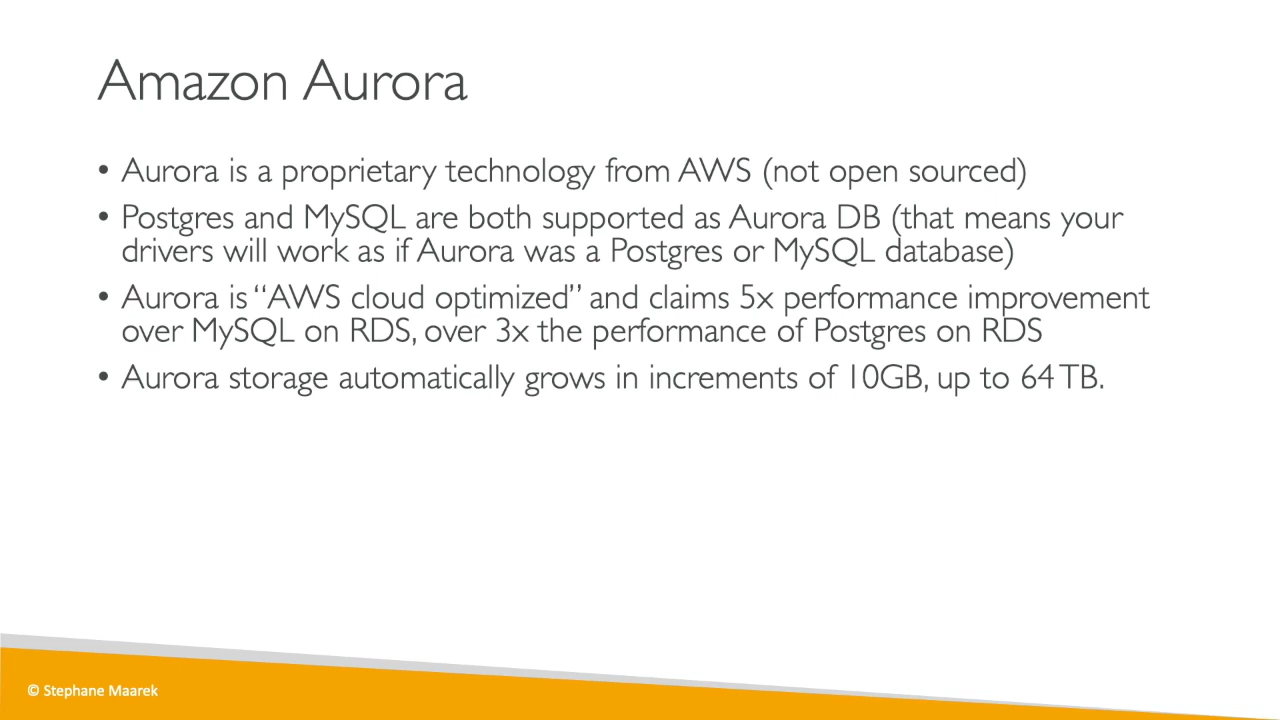 Amazon Aurora
• Aurora is a proprietary technology from AWS (not open sourced)
• Postgres and MySQL are both supported as Aurora DB (that means your
drivers will work as if Aurora was a Postgres or MySQL database)
• Aurora is “AWS cloud optimized” and claims 5x performance improvement
over MySQL on RDS, over 3x the performance of Postgres on RDS
• Aurora storage automatically grows in increments of 10GB, up to 64 TB.
© Stephane Maarek